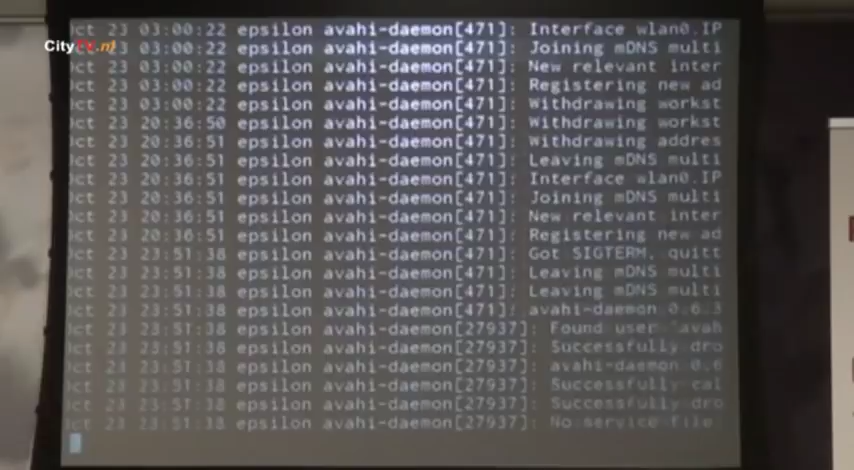 CityTV.nl
ct 23 03:00:22 epsilon avahi-daemon[471]: Interface wlan0.IP
ct 23 03:00:22 epsilon avahi-daemon[471]: Joining mDNS multi
ct 23 03:00:22 epsilon avahi-daemon[471]: New relevant inter
ct 23 03:00:22 epsilon avahi-daemon[471]: Registering new ad
ct 23 03:00:22 epsilon avahi-daemon[471]: Withdrawing workst
ct 23 20:36:50 epsilon avahi-daemon[471]: Withdrawing workst
ct 23 20:36:51 epsilon avahi-daemon[471]: Withdrawing addres
ct 23 20:36:51 epsilon avahi-daemon[471]: Leaving mDNS multi
ct 23 20:36:51 epsilon avahi-daemon[471]: Interface wlan0.IP
ct 23 20:36:51 epsilon avahi-daemon[471]: Joining mDNS multi
ct 23 20:36:51 epsilon avahi-daemon[471]: New relevant inter
ct 23 20:36:51 epsilon avahi-daemon[471]: Registering new ad
ct 23 23:51:38 epsilon avahi-daemon[471]: Got SIGTERM, quitt
ct 23 23:51:38 epsilon avahi-daemon[471]: Leaving mDNS multi
ct 23 23:51:38 epsilon avahi-daemon[471]: Leaving mDNS multi
ct 23 23:51:38 epsilon avahi-daemon[471]: avahi-daemon 0.6.3
ct 23 23:51:38 epsilon avahi-daemon[27937]: Found user 'avah
ct 23 23:51:38 epsilon avahi-daemon[27937]: Successfully dro
ct 23 23:51:38 epsilon avahi-daemon[27937]: avahi-daemon 0.6
ct 23 23:51:38 epsilon avahi-daemon[27937]: Successfully cal
ct 23 23:51:38 epsilon avahi-daemon[27937]: Successfully dro
ct 23 23:51:38 epsilon avahi-daemon[27937]: No service file